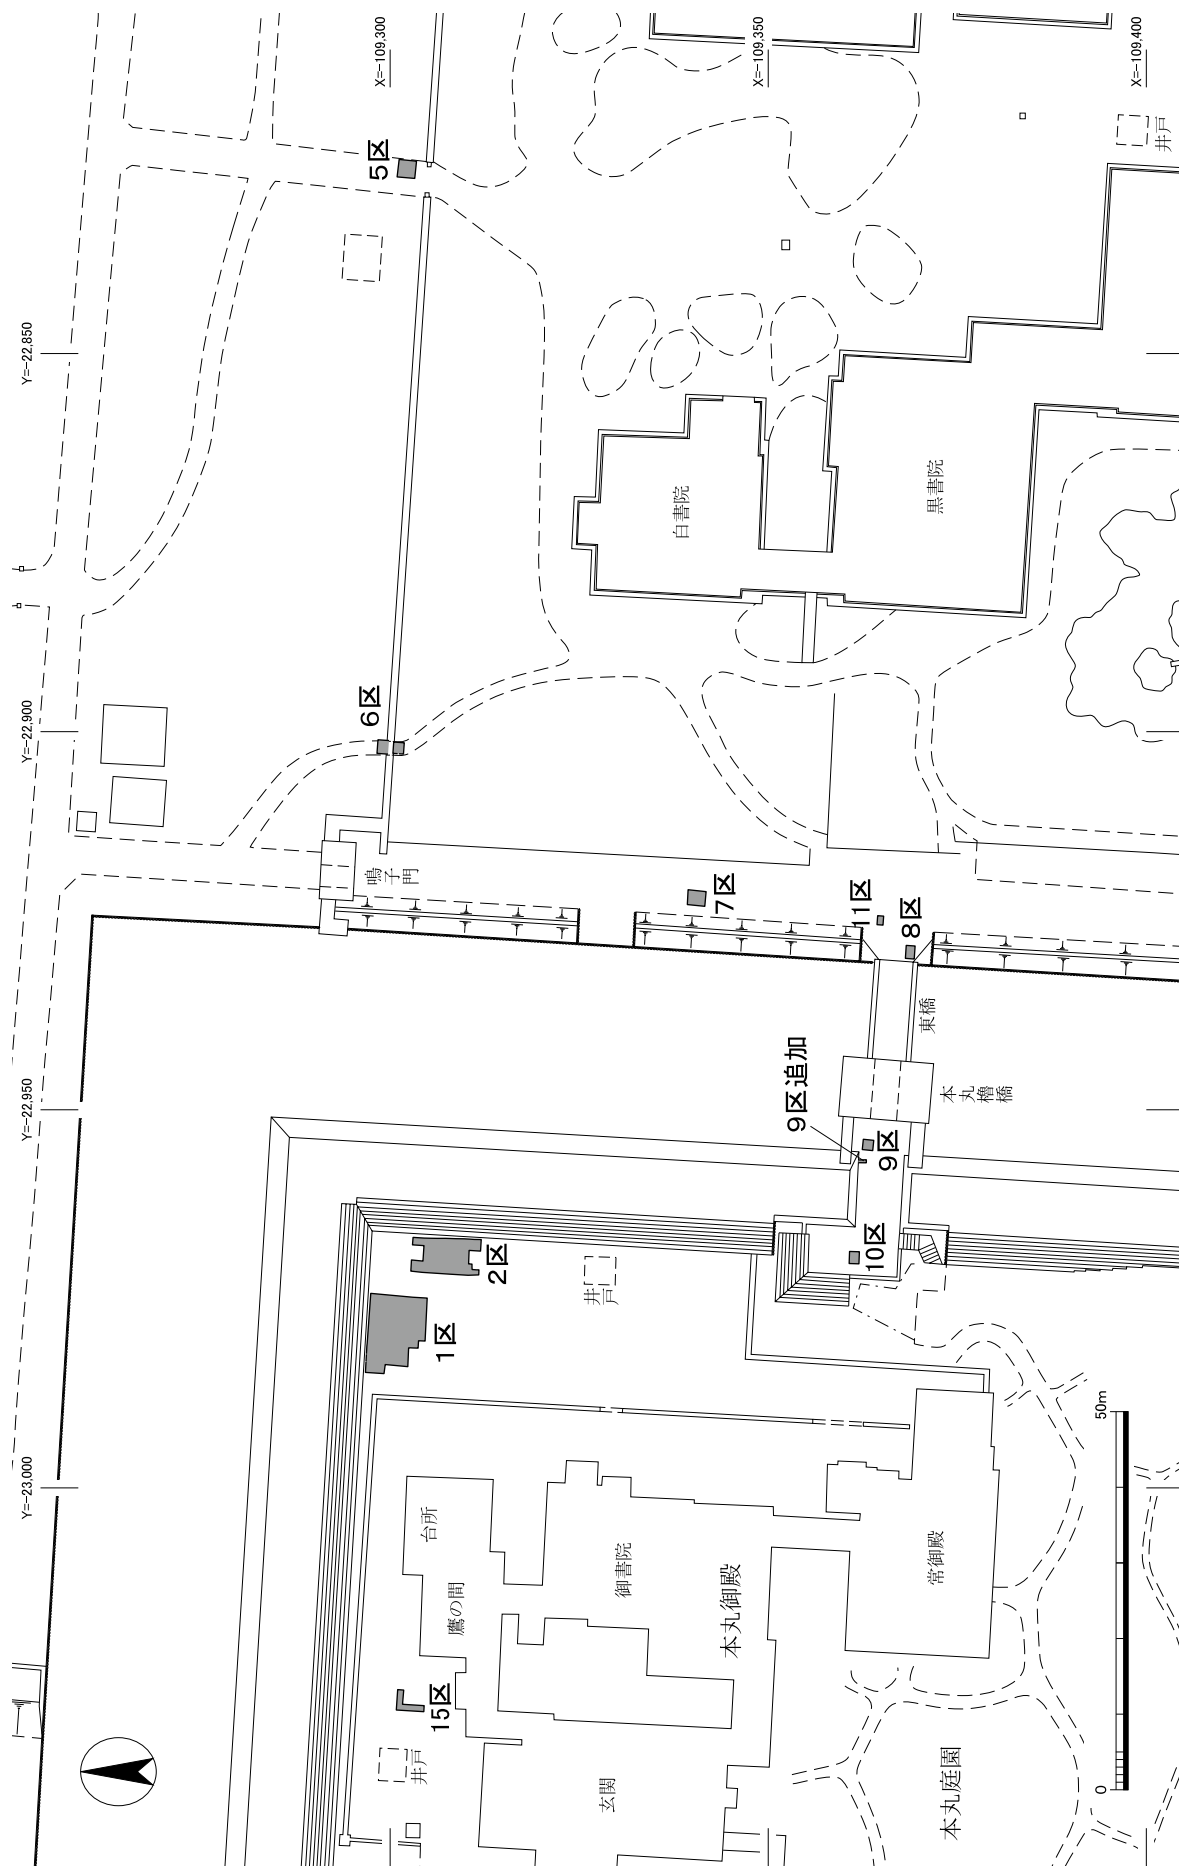 X=-109,300
X=-109,350
X=-109,400
Y=-22,850
Y=-22,900
Y=-22,950
Y=-23,000
5区
井戸
白書院
黒書院
6区
鳴子門
7区
11区
8区
東橋
本丸櫓橋
9区追加
9区
10区
2区
1区
井戸
台所
鷹の間
御書院
本丸御殿
常御殿
15区
井戸
玄関
本丸庭園
0
50m